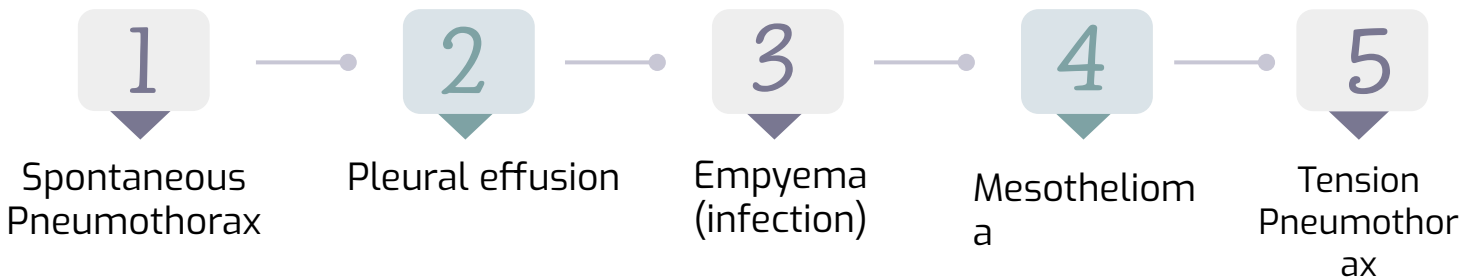 1
2
3
4
5
Spontaneous
Pneumothorax
Pleural effusion
Empyema
(infection)
Mesotheliom
a
Tension
Pneumothor
ax